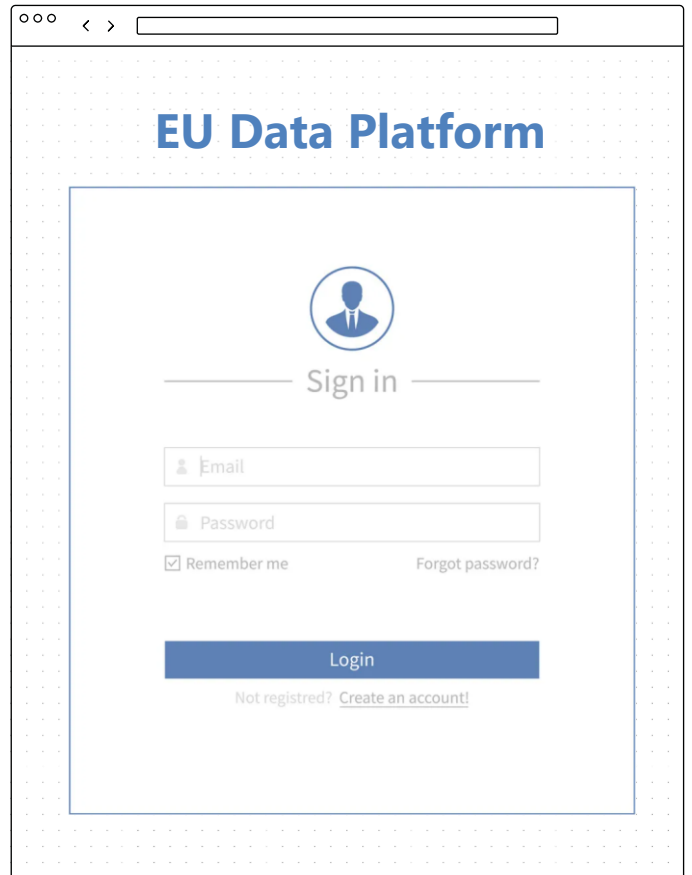 EU Data Platform
Sign in
Email
Password
Remember me Forgot password?
Login
Not registred? Create an account!